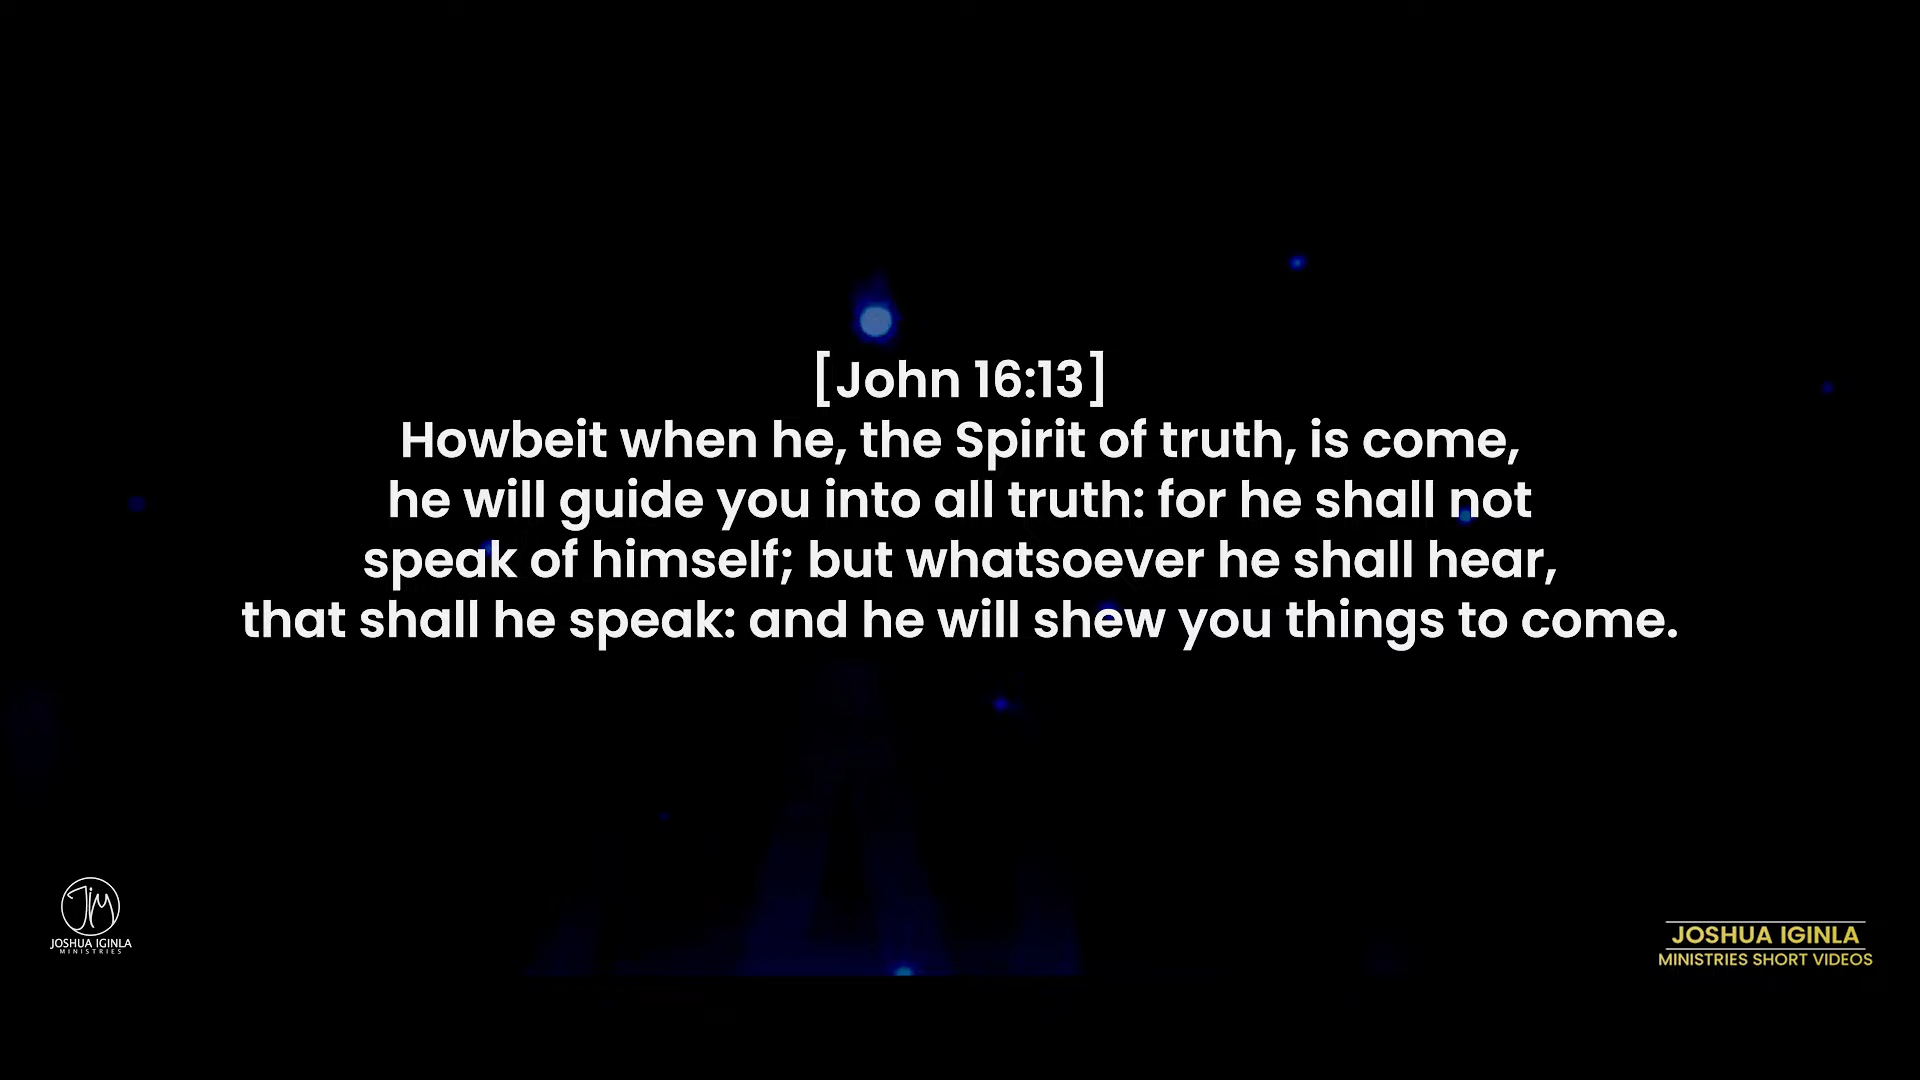 [John 16:13]
Howbeit when he, the Spirit of truth, is come,
he will guide you into all truth: for he shall not
speak of himself; but whatsoever he shall hear,
that shall he speak: and he will shew you things to come.
JIM
JOSHUA IGINLA
MINISTRIES
JOSHUA IGINLA
MINISTRIES SHORT VIDEOS